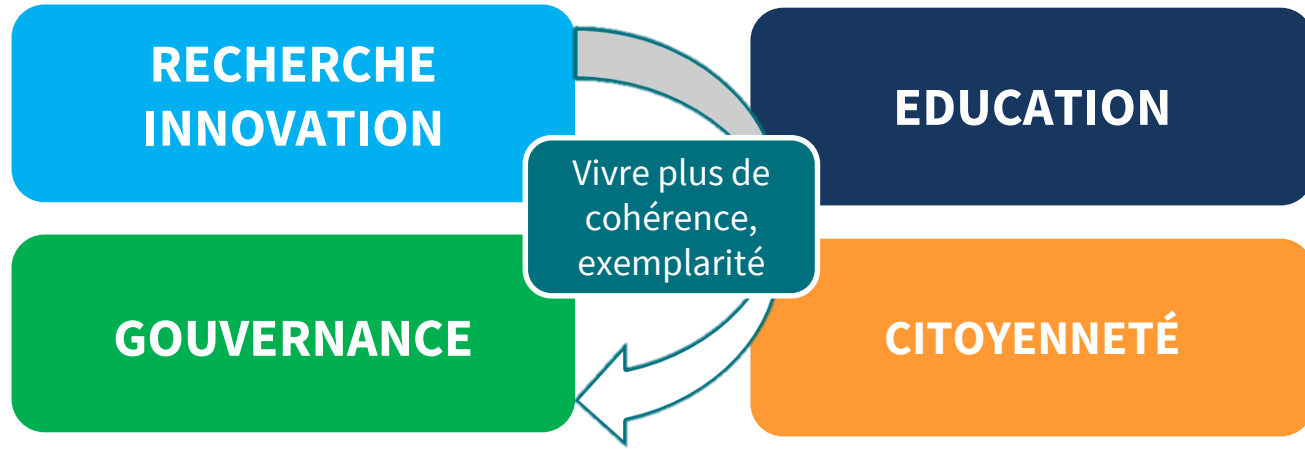 RECHERCHE
INNOVATION
EDUCATION
Vivre plus de
cohérence,
exemplarité
GOUVERNANCE
CITOYENNETÉ